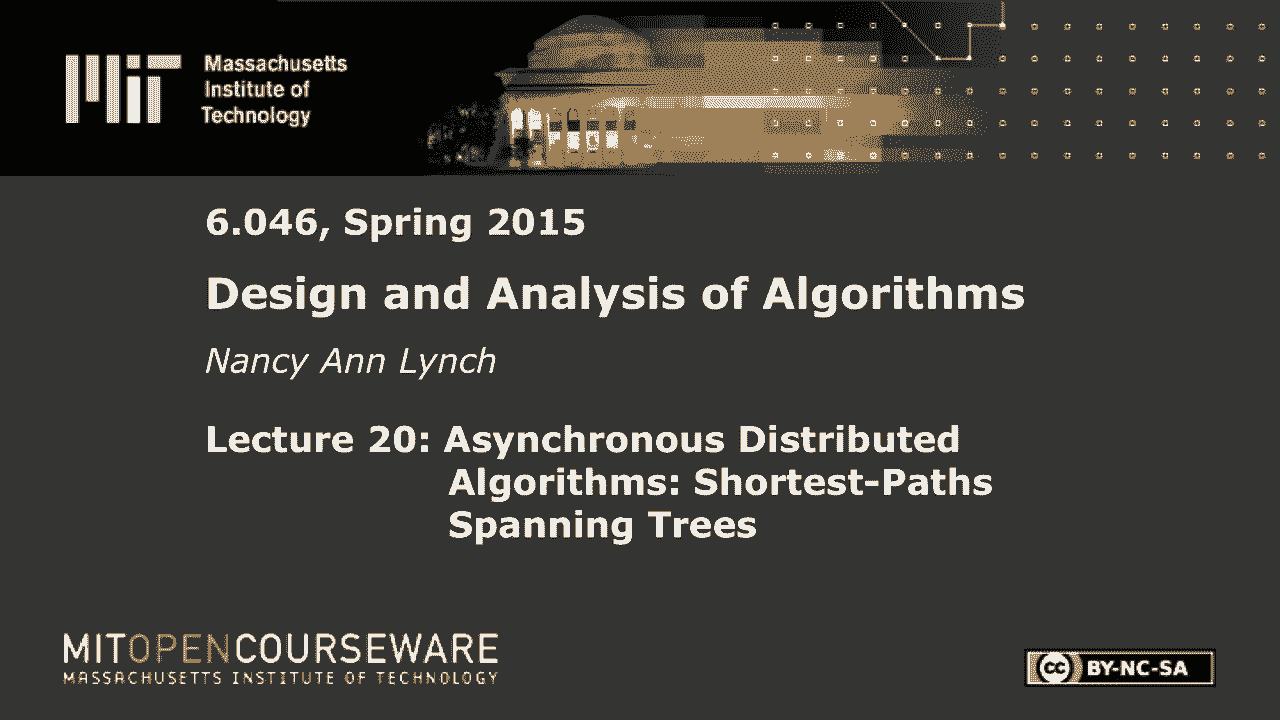 Massachusetts
Institute of
Technology
6.046, Spring 2015
Design and Analysis of Algorithms
Nancy Ann Lynch
Lecture 20: Asynchronous Distributed
Algorithms: Shortest-Paths
Spanning Trees
MITOPENCOURSEWARE
MASSACHUSETTS INSTITUTE OF TECHNOLOGY
cc BY-NC-SA